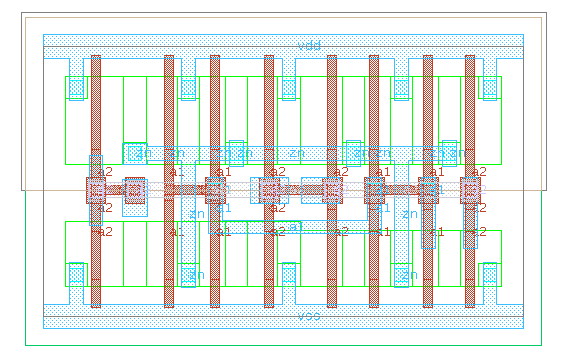 vdd
zn zn zn zn zn zn
a2 a1 a1 a2 a2 a1 a1 a2
a2 zn a1 a2 a2 a1 zn a2
a2 a1 a1 a2 a1 a2 a1 a1 a2
zn zn
vss